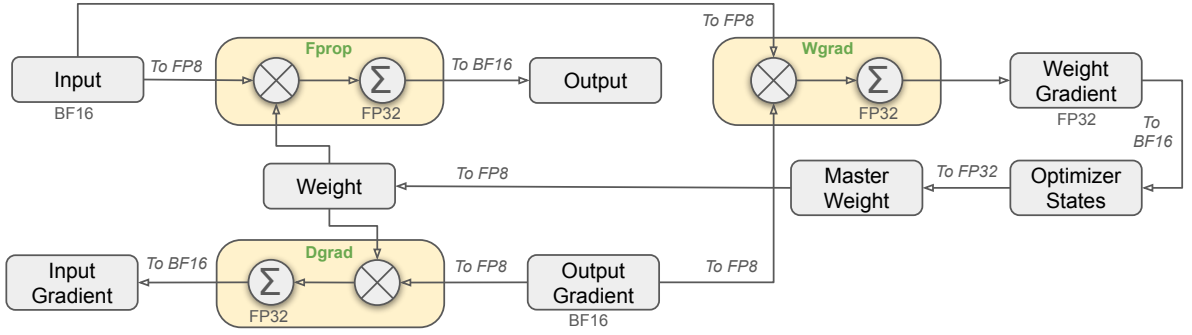 To FP8
Fprop
Wgrad
Input
To FP8
Σ
To BF16
Output
Σ
Weight
Gradient
BF16
FP32
FP32
FP32
To
BF16
Weight
To FP8
Master
Weight
To FP32
Optimizer
States
Dgrad
Input
Gradient
To BF16
Σ
To FP8
Output
Gradient
To FP8
FP32
BF16